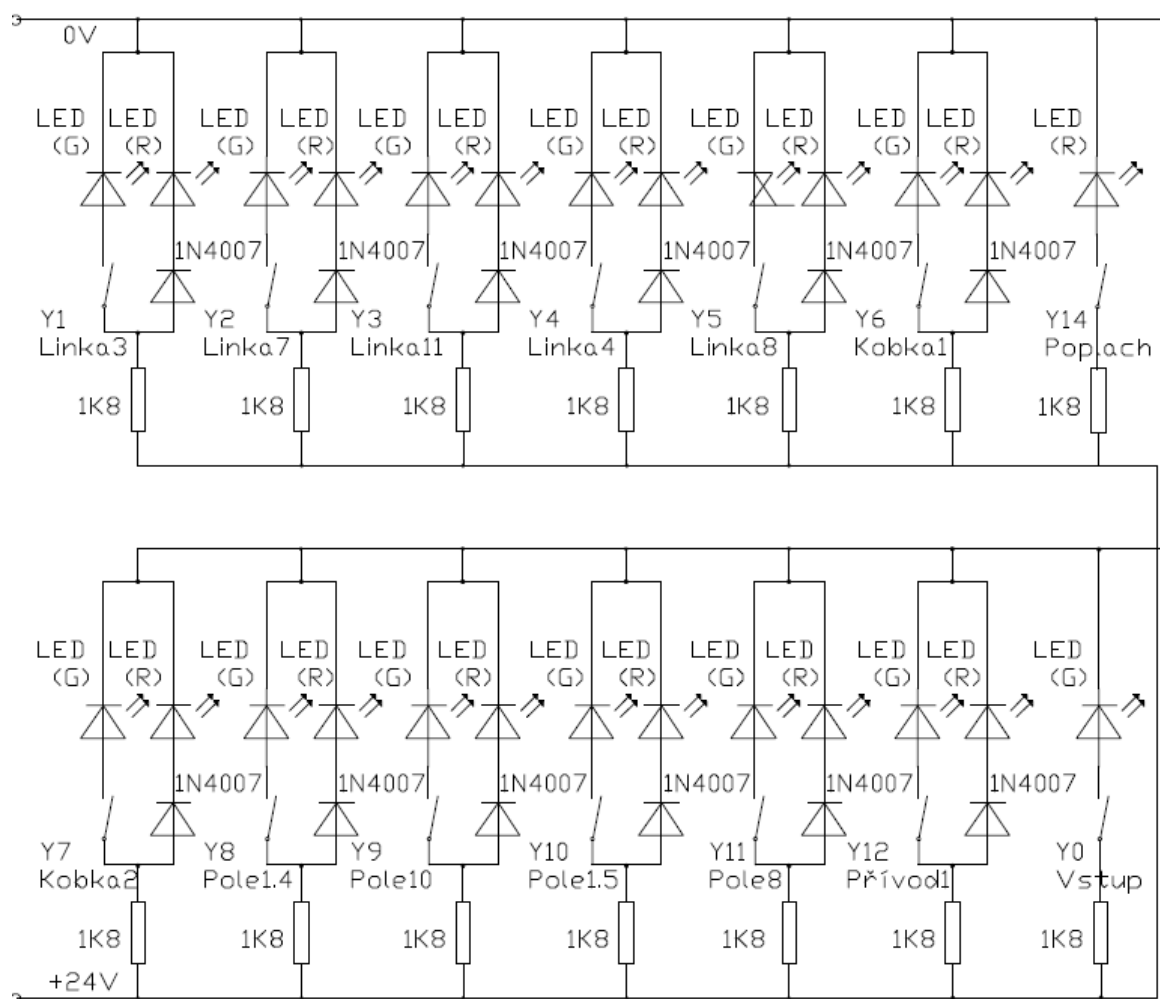 0V
LED LED LED LED LED LED LED LED LED LED LED LED LED
(G) (R) (G) (R) (G) (R) (G) (R) (G) (R) (G) (R) (R)
1N4007 1N4007 1N4007 1N4007 1N4007 1N4007
Y1 Y2 Y3 Y4 Y5 Y6 Y14
Linka3 Linka7 Linka11 Linka4 Linka8 Kobka1 Poplach
1K8 1K8 1K8 1K8 1K8 1K8 1K8
LED LED LED LED LED LED LED LED LED LED LED LED LED
(G) (R) (G) (R) (G) (R) (G) (R) (G) (R) (G) (R) (G)
1N4007 1N4007 1N4007 1N4007 1N4007 1N4007
Y7 Y8 Y9 Y10 Y11 Y12 Y0
Kobka2 Pole1.4 Pole10 Pole1.5 Pole8 Přívod1 Vstup
1K8 1K8 1K8 1K8 1K8 1K8 1K8
+24V